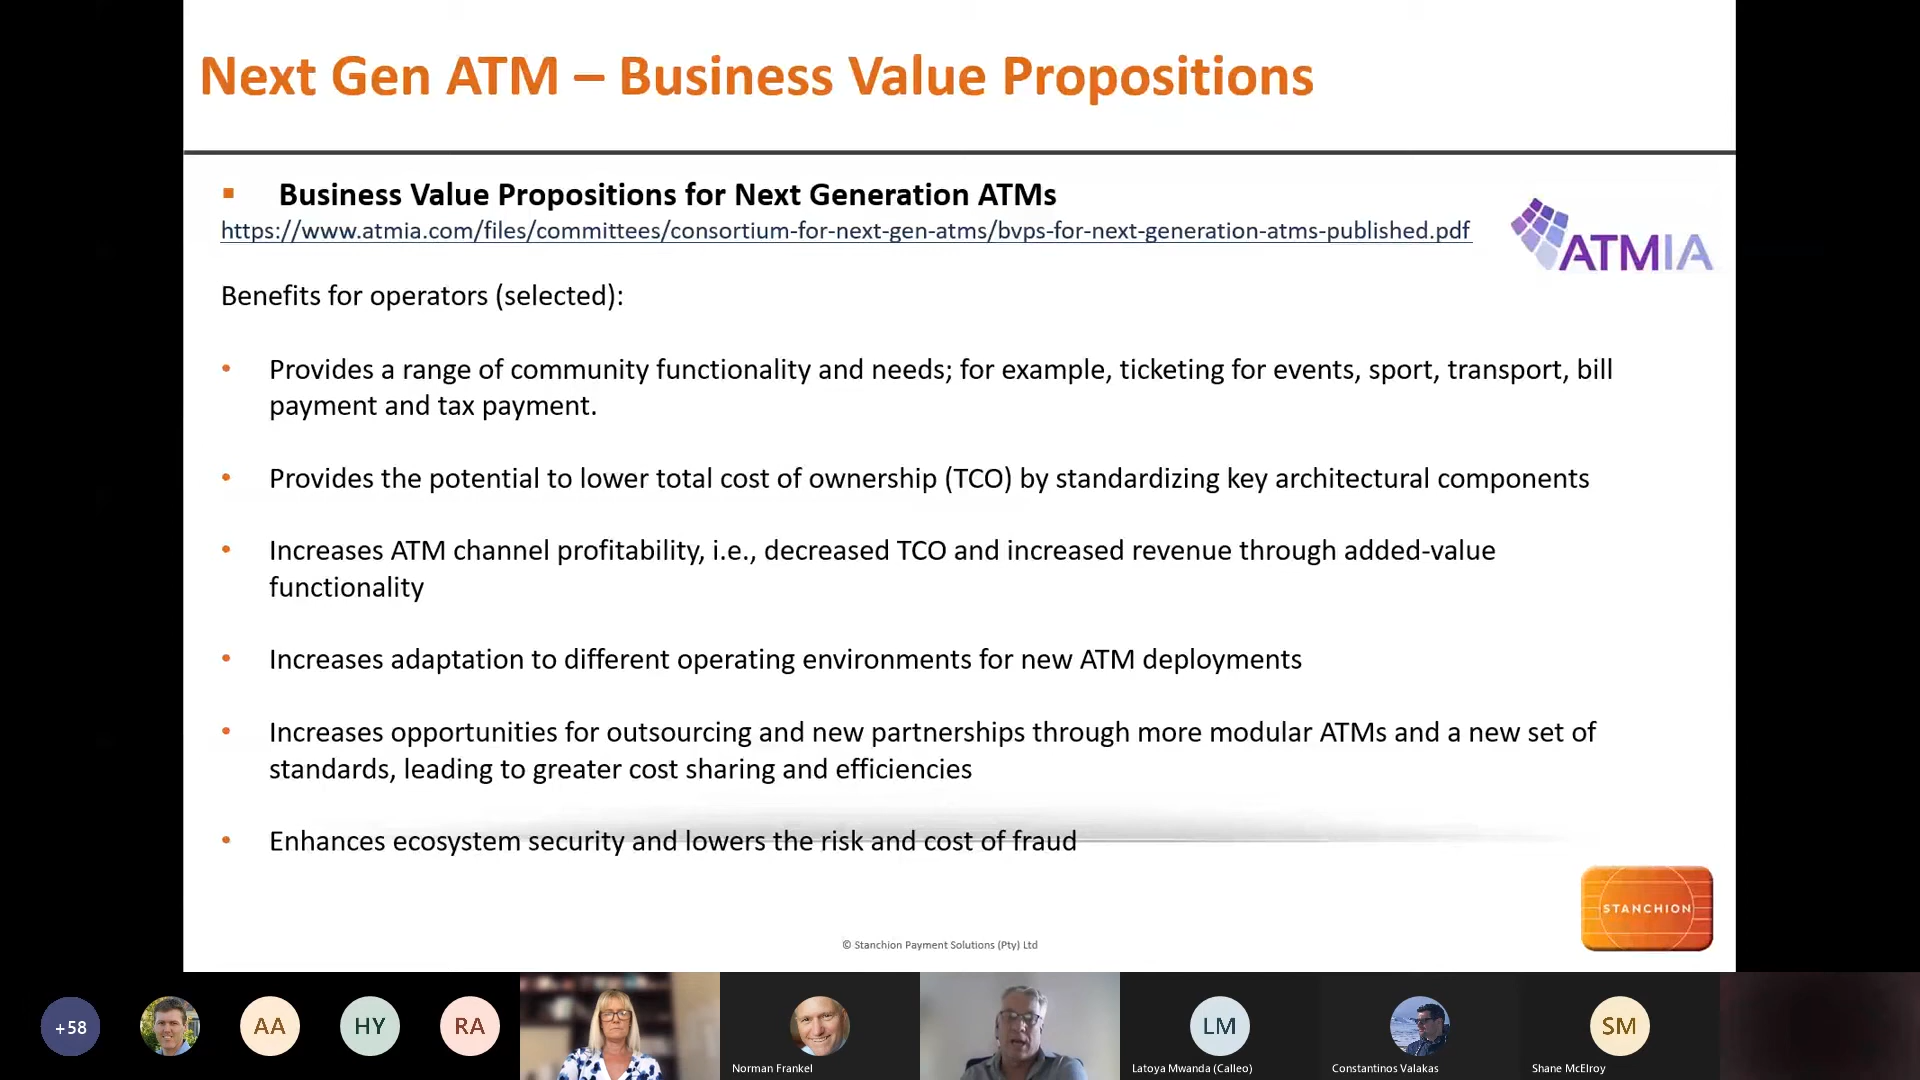 Next Gen ATM – Business Value Propositions
▪ Business Value Propositions for Next Generation ATMs
https://www.atmia.com/files/committees/consortium-for-next-gen-atms/bvps-for-next-generation-atms-published.pdf
ATMIA
Benefits for operators (selected):
• Provides a range of community functionality and needs; for example, ticketing for events, sport, transport, bill
payment and tax payment.
• Provides the potential to lower total cost of ownership (TCO) by standardizing key architectural components
• Increases ATM channel profitability, i.e., decreased TCO and increased revenue through added-value
functionality
• Increases adaptation to different operating environments for new ATM deployments
• Increases opportunities for outsourcing and new partnerships through more modular ATMs and a new set of
standards, leading to greater cost sharing and efficiencies
• Enhances ecosystem security and lowers the risk and cost of fraud
STANCHION
© Stanchion Payment Solutions (Pty) Ltd
+58
AA
HY
RA
Norman Frankel
LM
Latoya Mwanda (Calleo)
Constantinos Valakas
SM
Shane McElroy